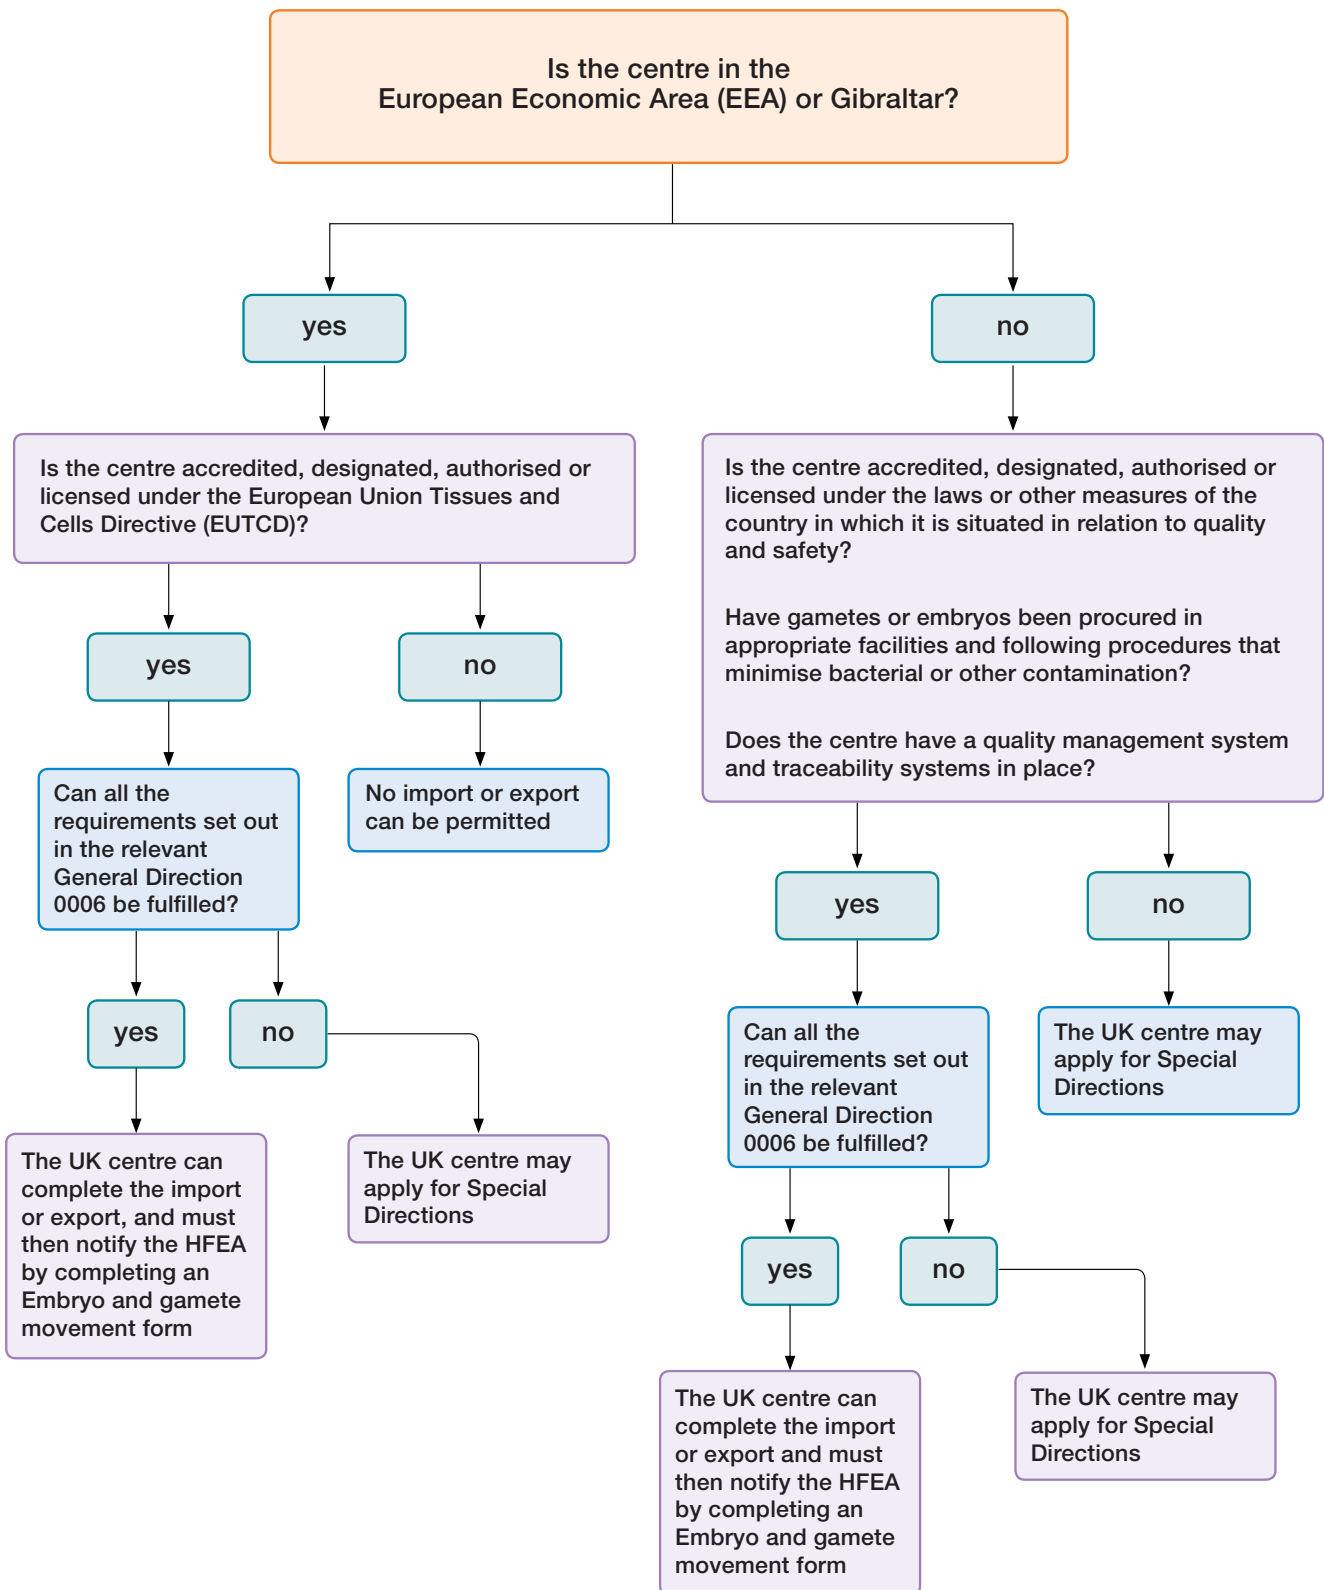 Is the centre in the
European Economic Area (EEA) or Gibraltar?
yes
no
Is the centre accredited, designated, authorised or
licensed under the European Union Tissues and
Cells Directive (EUTCD)?
Is the centre accredited, designated, authorised or
licensed under the laws or other measures of the
country in which it is situated in relation to quality
and safety?
Have gametes or embryos been procured in
appropriate facilities and following procedures that
minimise bacterial or other contamination?
Does the centre have a quality management system
and traceability systems in place?
yes
no
Can all the
requirements set out
in the relevant
General Direction
0006 be fulfilled?
No import or export
can be permitted
yes
no
yes
no
Can all the
requirements set out
in the relevant
General Direction
0006 be fulfilled?
The UK centre may
apply for Special
Directions
The UK centre can
complete the import
or export, and must
then notify the HFEA
by completing an
Embryo and gamete
movement form
The UK centre may
apply for Special
Directions
yes
no
The UK centre can
complete the import
or export and must
then notify the HFEA
by completing an
Embryo and gamete
movement form
The UK centre may
apply for Special
Directions